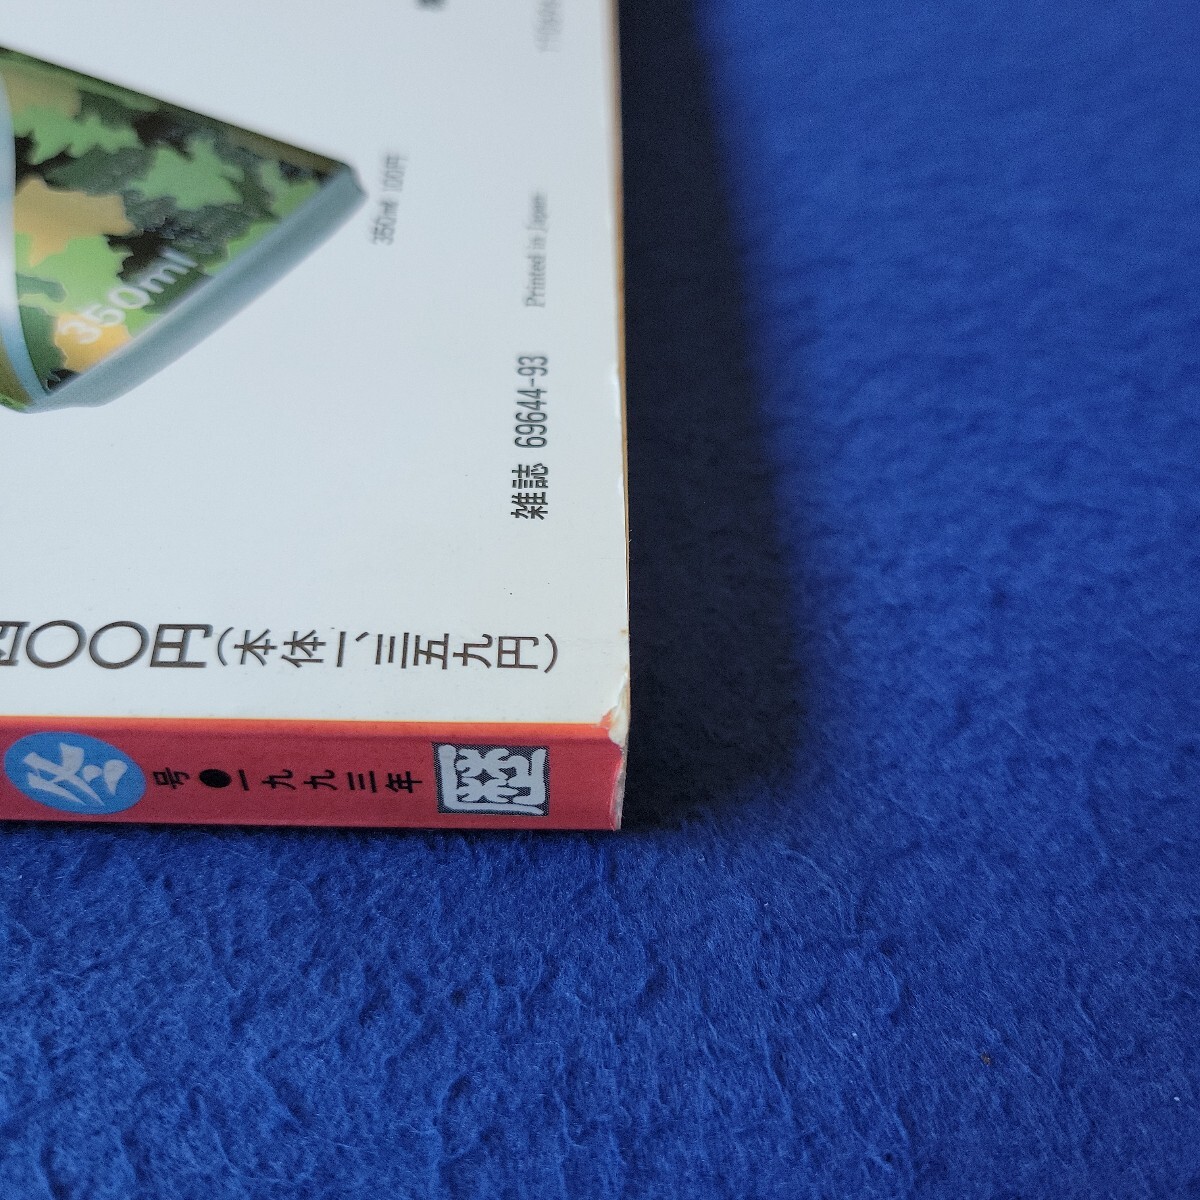 350ml
350ml 100円
Printed in Japan
雑誌 69644-93
四〇〇円(本体一、三五九円)
冬号●一九九三年